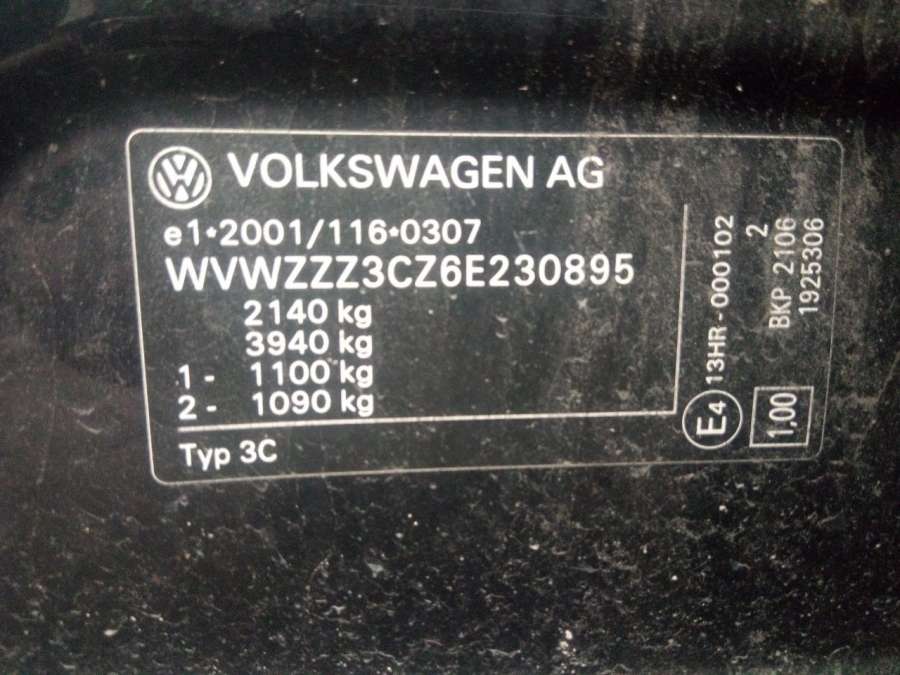 VOLKSWAGEN AG
e1*2001/116*0307
WVWZZZ3CZ6E230895
2140 kg
3940 kg
1- 1100 kg
2- 1090 kg
Typ 3C
E4 13HR-000102
2
BKP 2106
1925306
1,00